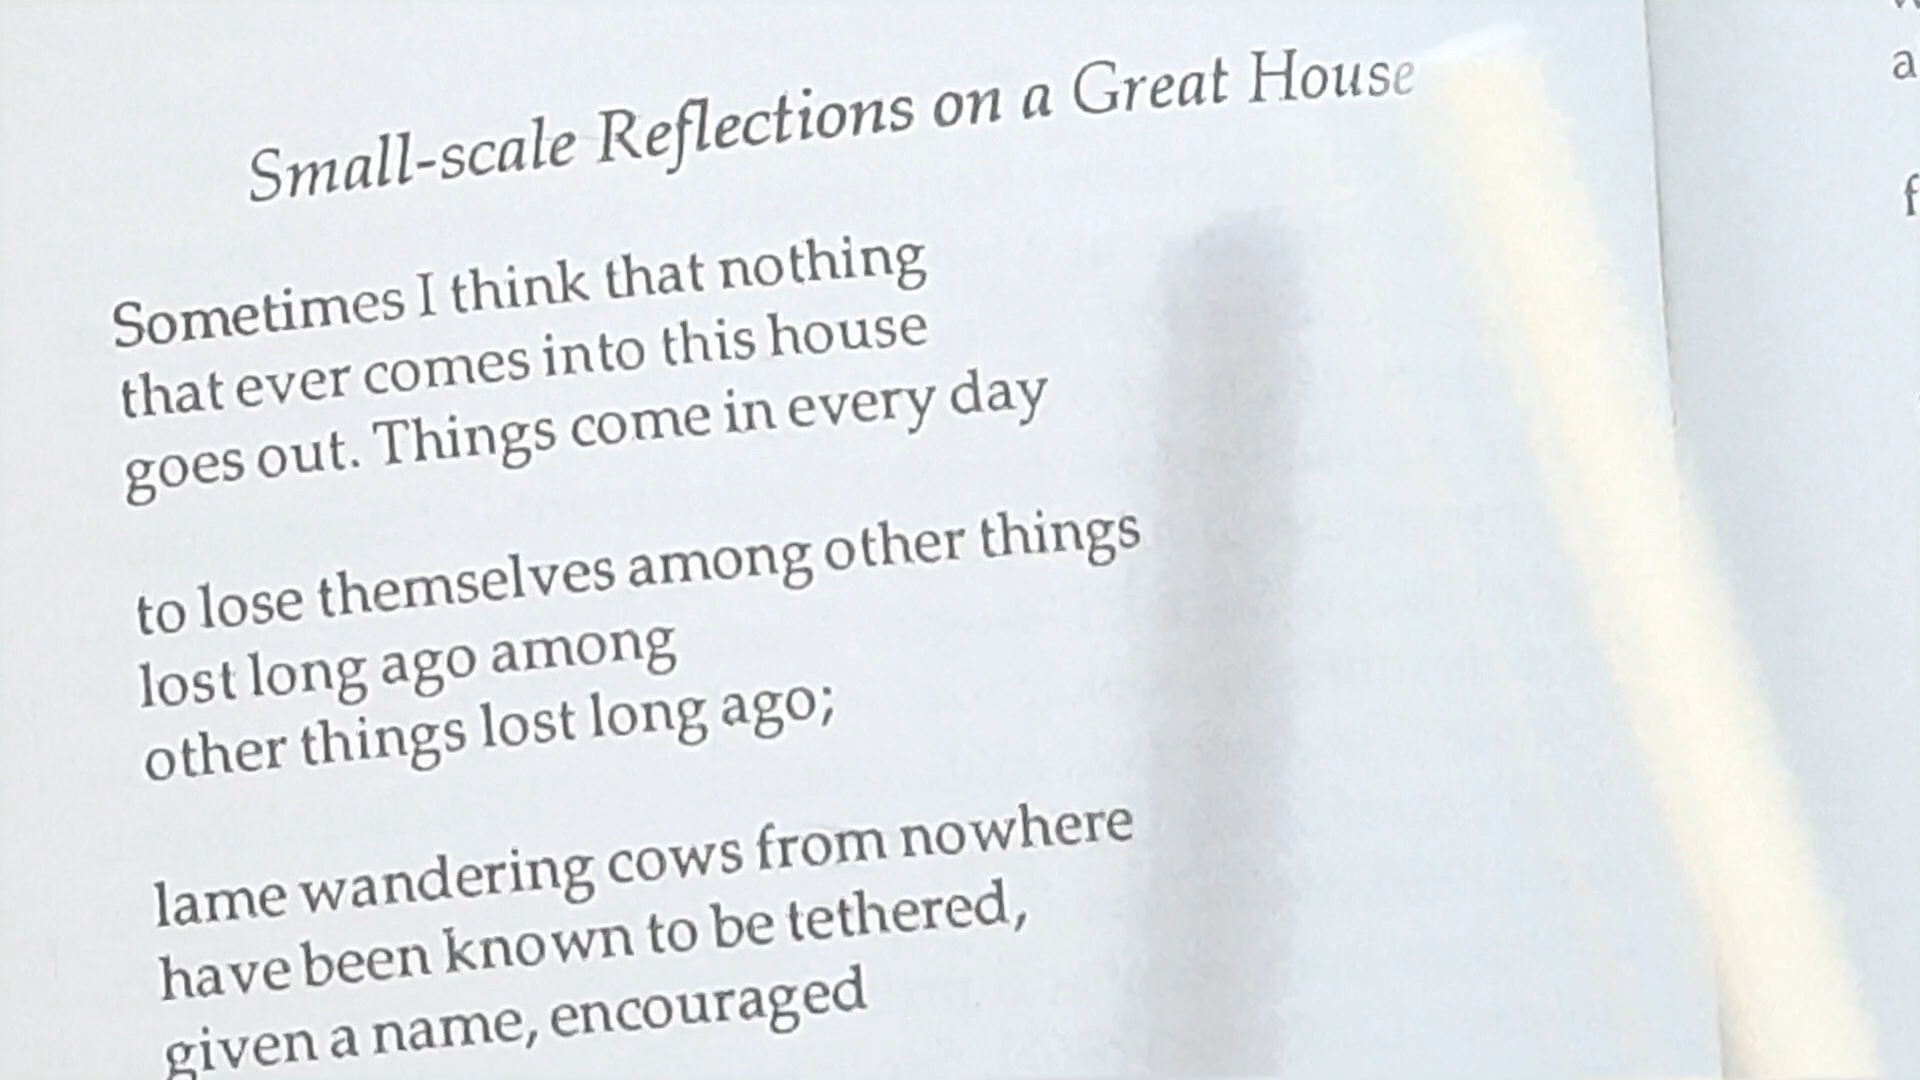 Small-scale Reflections on a Great House
Sometimes I think that nothing
that ever comes into this house
goes out. Things come in every day
to lose themselves among other things
lost long ago among
other things lost long ago;
lame wandering cows from nowhere
have been known to be tethered,
given a name, encouraged